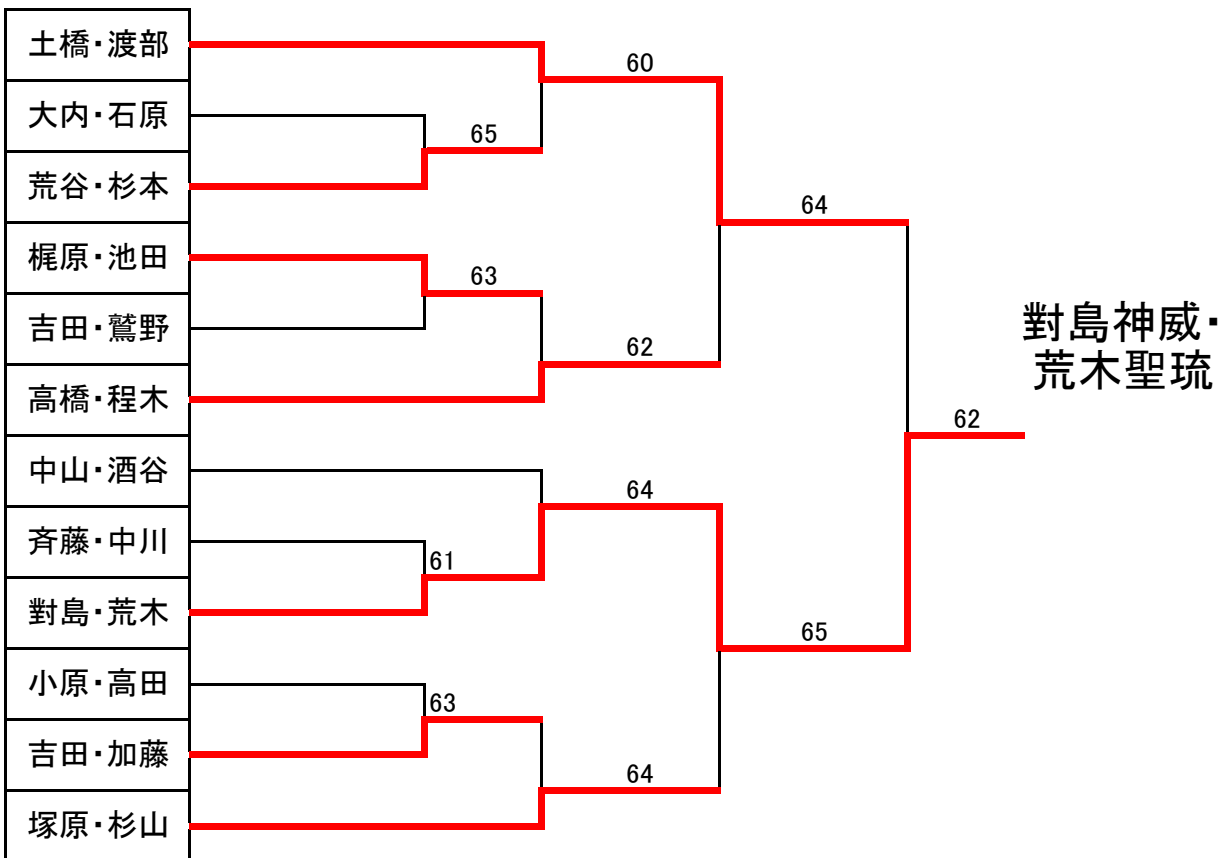 土橋・渡部
60
大内・石原
65
荒谷・杉本
64
梶原・池田
63
吉田・鷲野
對島神威・
荒木聖琉
62
高橋・程木
62
中山・酒谷
64
斉藤・中川
61
對島・荒木
65
小原・高田
63
吉田・加藤
64
塚原・杉山